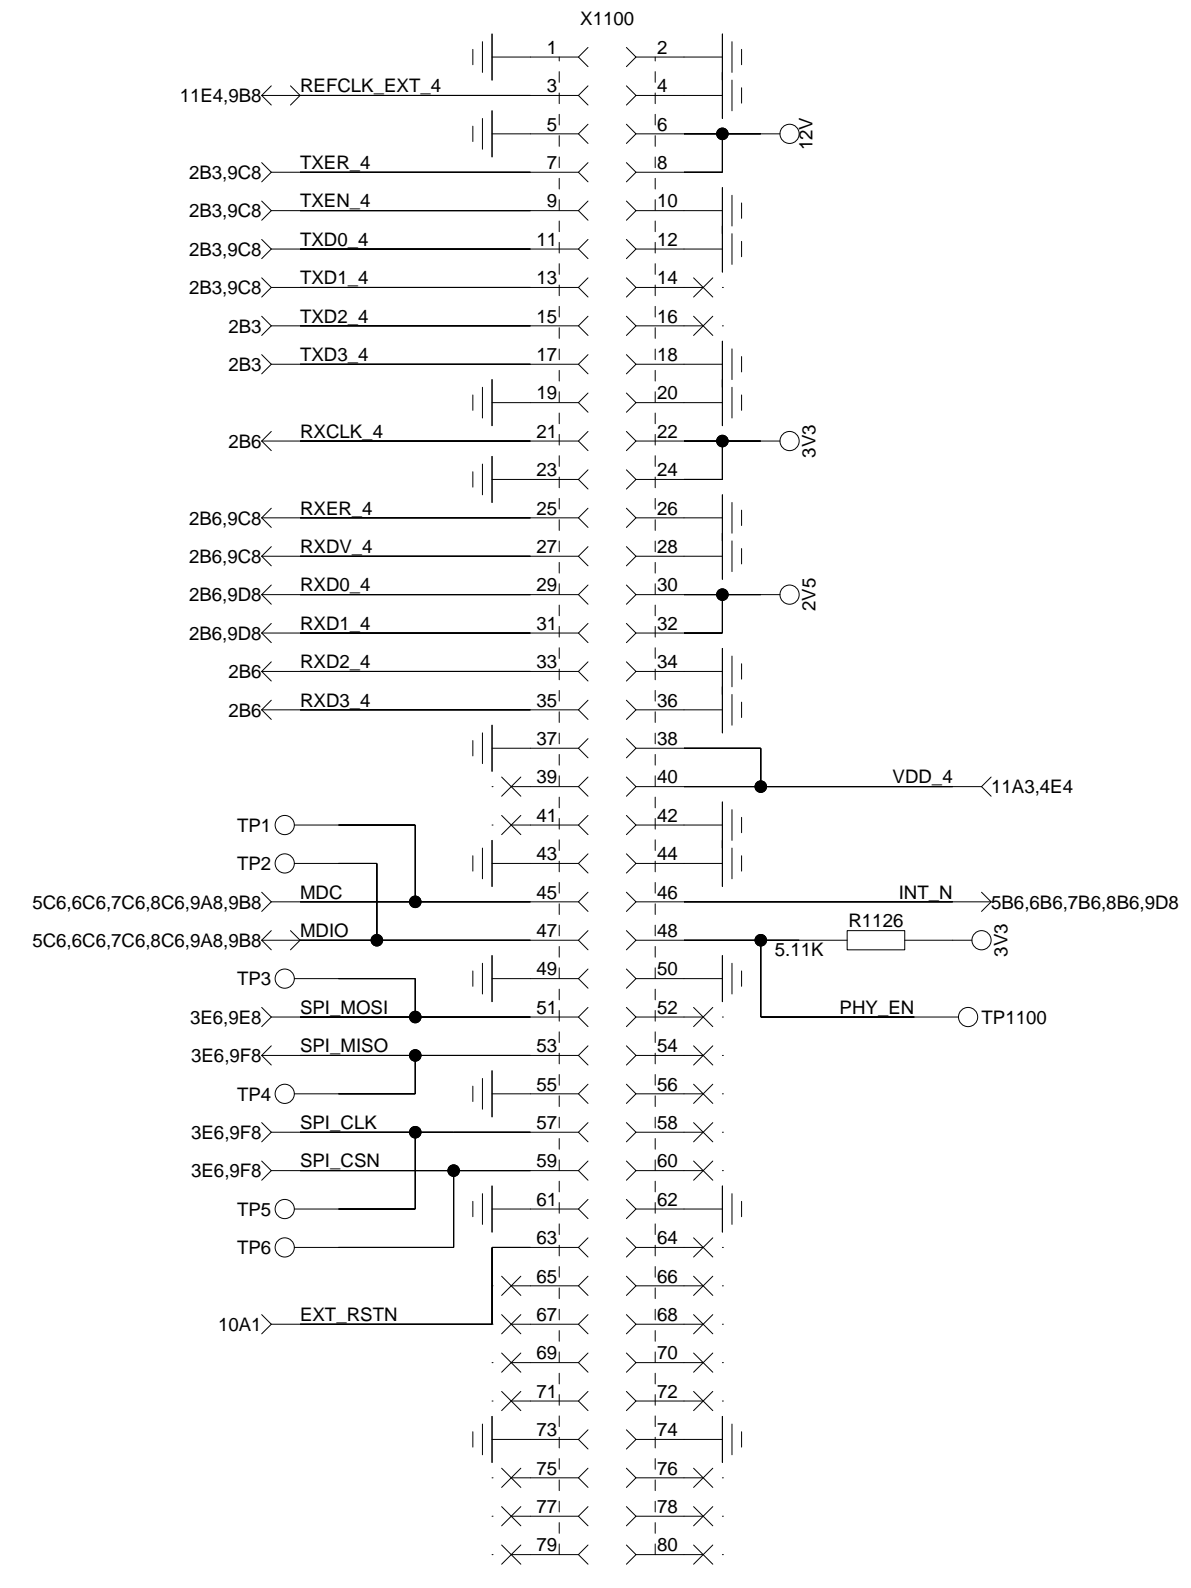 X1100
1 2
11E4,9B8 REFCLK_EXT_4 3 4
5 6 12V
2B3,9C8 TXER_4 7 8
2B3,9C8 TXEN_4 9 10
2B3,9C8 TXD0_4 11 12
2B3,9C8 TXD1_4 13 14
2B3 TXD2_4 15 16
2B3 TXD3_4 17 18
19 20
2B6 RXCLK_4 21 22 3V3
23 24
2B6,9C8 RXER_4 25 26
2B6,9C8 RXDV_4 27 28
2B6,9D8 RXD0_4 29 30 2V5
2B6,9D8 RXD1_4 31 32
2B6 RXD2_4 33 34
2B6 RXD3_4 35 36
37 38
39 40 VDD_4 11A3,4E4
TP1 41 42
TP2 43 44
5C6,6C6,7C6,8C6,9A8,9B8 MDC 45 46 INT_N 5B6,6B6,7B6,8B6,9D8
5C6,6C6,7C6,8C6,9A8,9B8 MDIO 47 48 5.11K R1126 3V3
TP3 49 50
3E6,9E8 SPI_MOSI 51 52 PHY_EN TP1100
3E6,9F8 SPI_MISO 53 54
TP4 55 56
3E6,9F8 SPI_CLK 57 58
3E6,9F8 SPI_CSN 59 60
TP5 61 62
TP6 63 64
65 66
10A1 EXT_RSTN 67 68
69 70
71 72
73 74
75 76
77 78
79 80